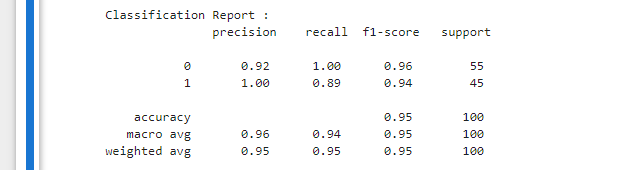 Classification Report :
precision recall f1-score support
0 0.92 1.00 0.96 55
1 1.00 0.89 0.94 45
accuracy 0.95 100
macro avg 0.96 0.94 0.95 100
weighted avg 0.95 0.95 0.95 100